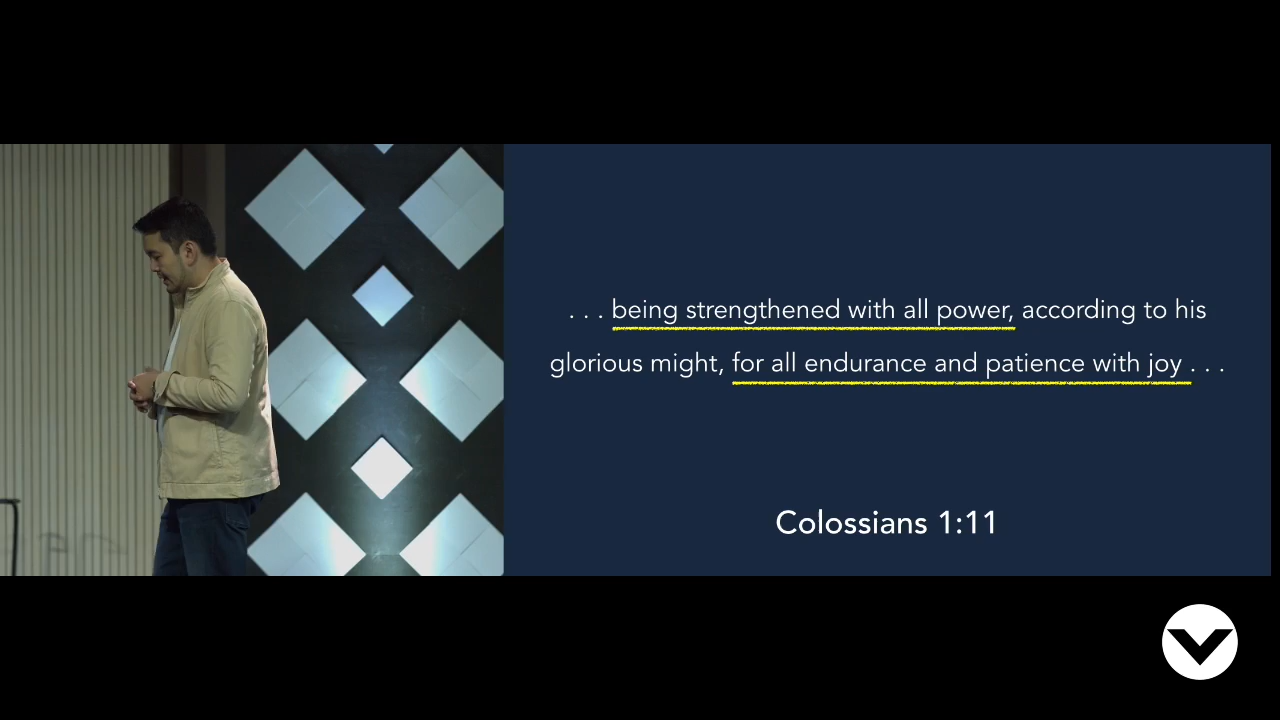 . . . being strengthened with all power, according to his
glorious might, for all endurance and patience with joy . . .
Colossians 1:11